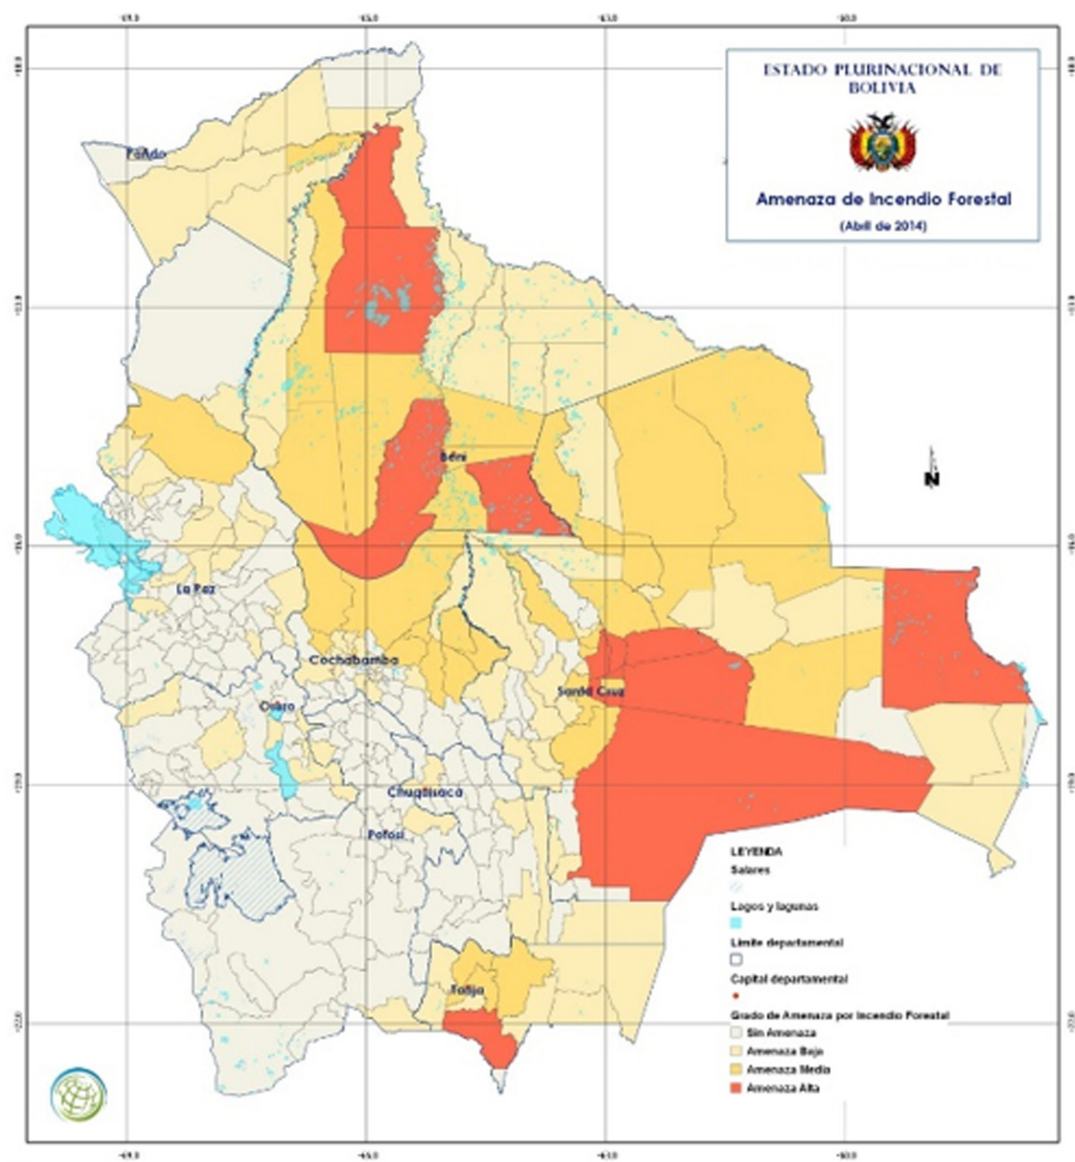 ESTADO PLURINACIONAL DE
BOLIVIA
Amenaza de Incendio Forestal
(Abril de 2014)
Pando
Beni
La Paz
Cochabamba
Santa Cruz
Oruro
Chuquisaca
Potosi
Tarija
N
LEYENDA
Salares
Lagos y lagunas
Limite departamental
Capital departamental
Grado de Amenaza por Incendio Forestal
Sin Amenaza
Amenaza Baja
Amenaza Media
Amenaza Alta